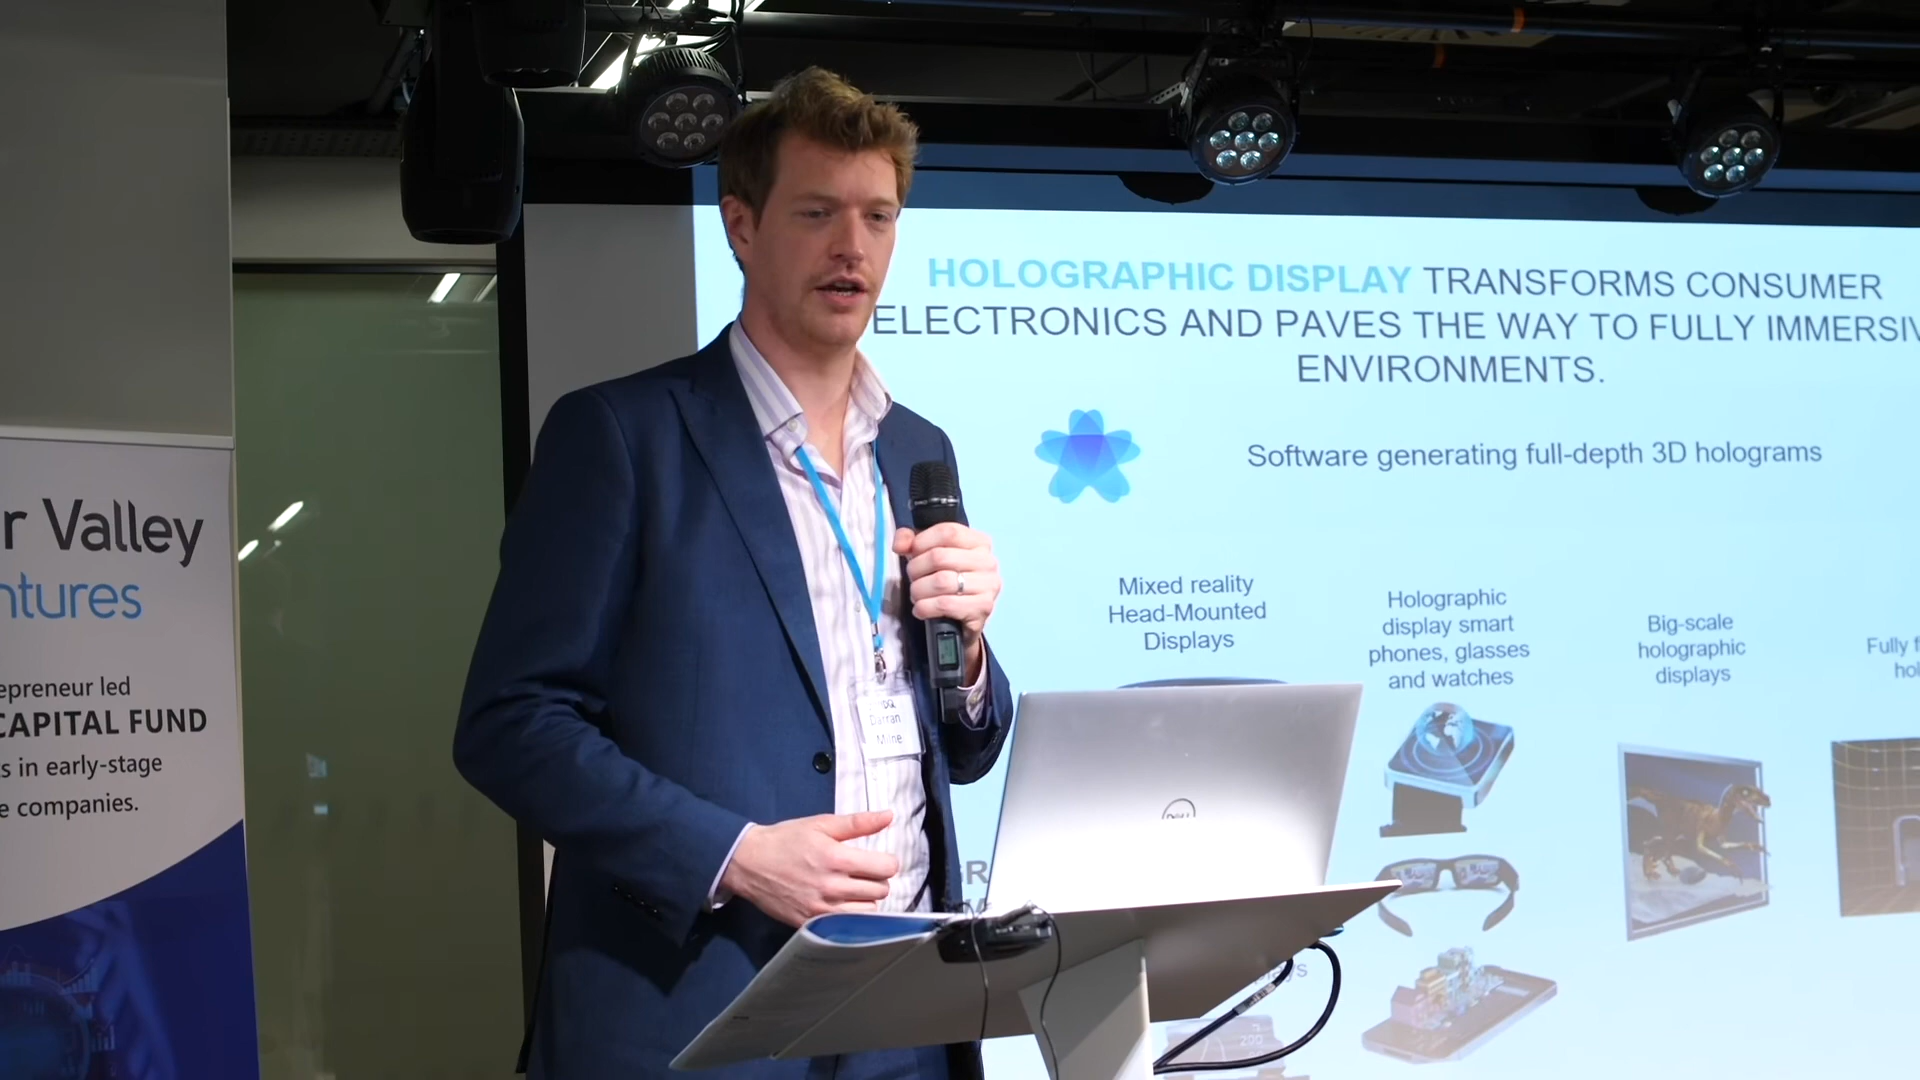 r Valley
ntures
epreneur led
CAPITAL FUND
s in early-stage
e companies.
HOLOGRAPHIC DISPLAY TRANSFORMS CONSUMER
ELECTRONICS AND PAVES THE WAY TO FULLY IMMERSIV
ENVIRONMENTS.
Software generating full-depth 3D holograms
Mixed reality
Head-Mounted
Displays
Holographic
display smart
phones, glasses
and watches
Big-scale
holographic
displays
Fully f
hol
Darran
Milne
DELL